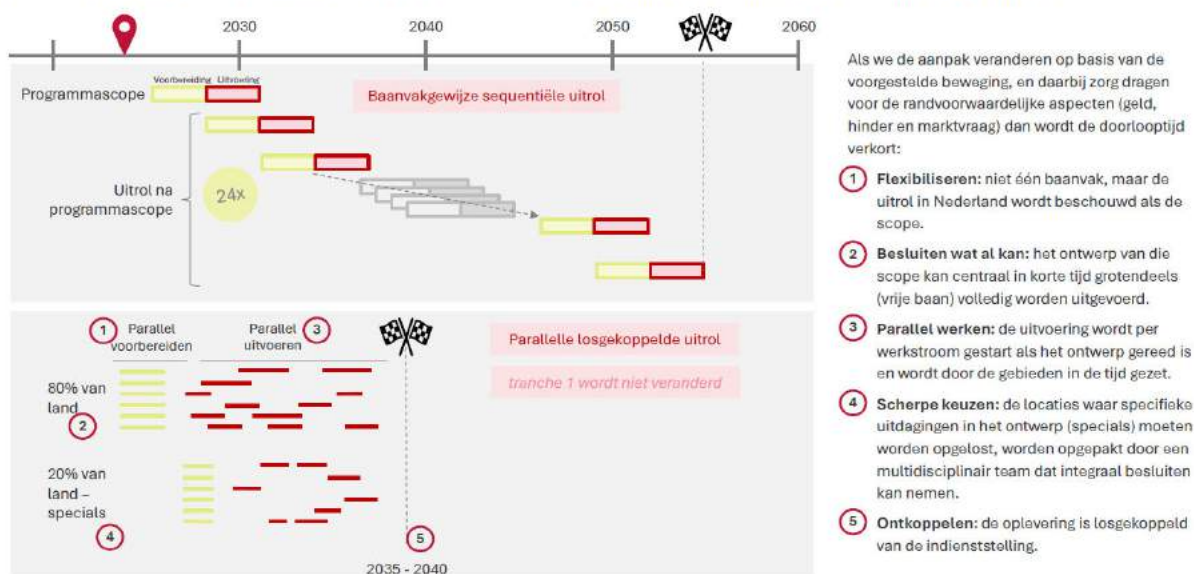 2030
2040
2050
2060
Voorbereiding Uitvoering
Programmascope
Baanvakgewijze sequentiële uitrol
24x
Uitrol na
programmascope
1
Parallel
voorbereiden
Parallel
uitvoeren
3
Parallelle losgekoppelde uitrol
tranche 1 wordt niet veranderd
80% van
land
2
20% van
land –
specials
4
5
2035 - 2040
Als we de aanpak veranderen op basis van de
voorgestelde beweging, en daarbij zorg dragen
voor de randvoorwaardelijke aspecten (geld,
hinder en marktvraag) dan wordt de doorlooptijd
verkort:
1 Flexibiliseren: niet één baanvak, maar de
uitrol in Nederland wordt beschouwd als de
scope.
2 Besluiten wat al kan: het ontwerp van die
scope kan centraal in korte tijd grotendeels
(vrije baan) volledig worden uitgevoerd.
3 Parallel werken: de uitvoering wordt per
werkstroom gestart als het ontwerp gereed is
en wordt door de gebieden in de tijd gezet.
4 Scherpe keuzen: de locaties waar specifieke
uitdagingen in het ontwerp (specials) moeten
worden opgelost, worden opgepakt door een
multidisciplinair team dat integraal besluiten
kan nemen.
5 Ontkoppelen: de oplevering is losgekoppeld
van de indienststelling.